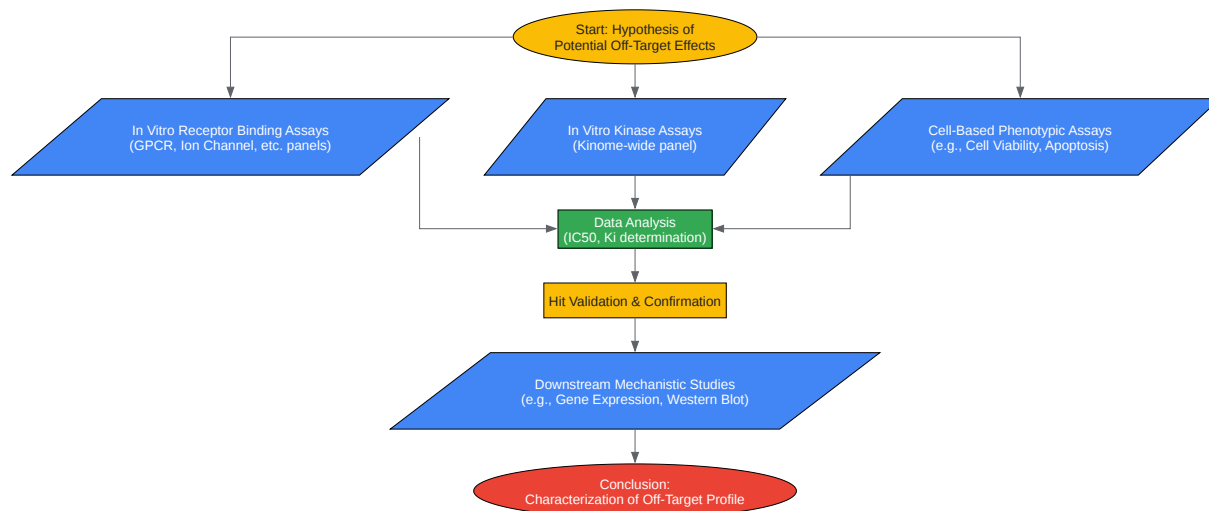 Start: Hypothesis of
Potential Off-Target Effects
In Vitro Receptor Binding Assays
(GPCR, Ion Channel, etc. panels)
In Vitro Kinase Assays
(Kinome-wide panel)
Cell-Based Phenotypic Assays
(e.g., Cell Viability, Apoptosis)
Data Analysis
(IC50, Ki determination)
Hit Validation & Confirmation
Downstream Mechanistic Studies
(e.g., Gene Expression, Western Blot)
Conclusion:
Characterization of Off-Target Profile